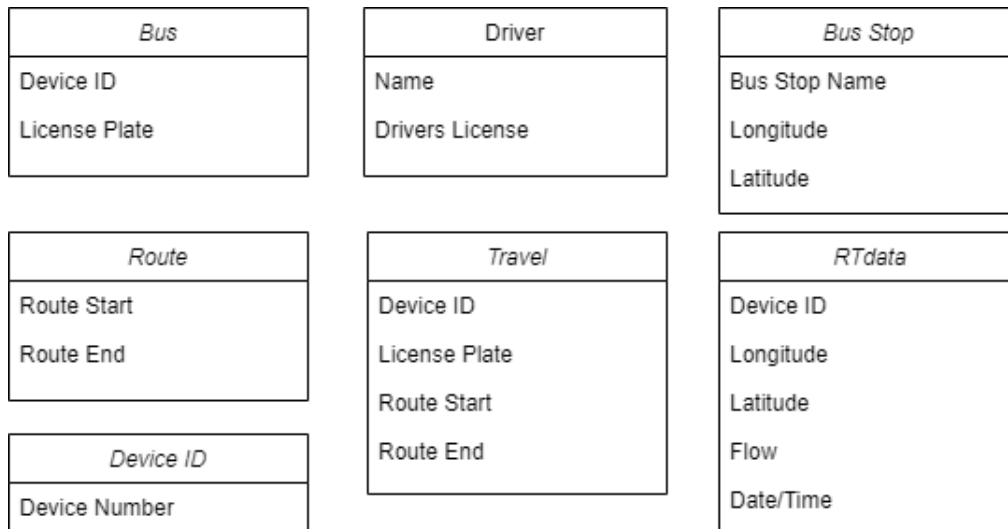 Bus
Device ID
License Plate
Driver
Name
Drivers License
Bus Stop
Bus Stop Name
Longitude
Latitude
Route
Route Start
Route End
Travel
Device ID
License Plate
Route Start
Route End
RTdata
Device ID
Longitude
Latitude
Flow
Date/Time
Device ID
Device Number